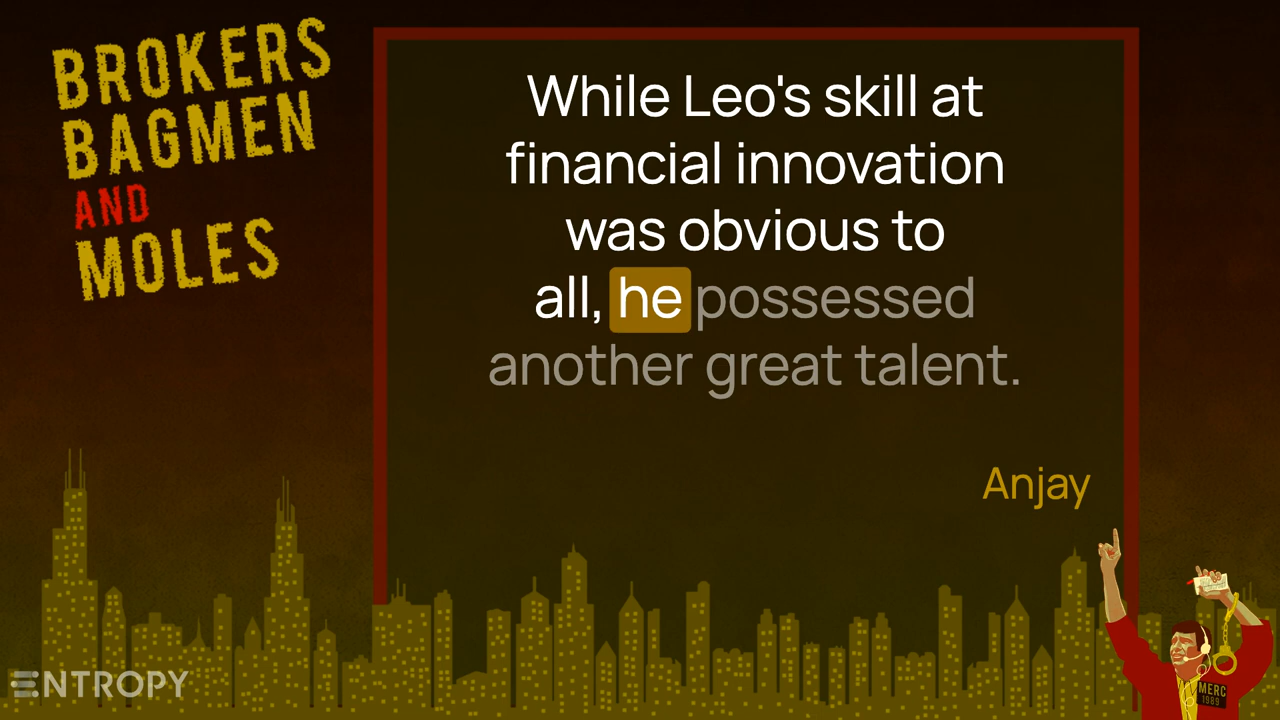 BROKERS
BAGMEN
AND
MOLES
While Leo's skill at
financial innovation
was obvious to
all, he possessed
another great talent.
Anjay
ENTROPY
MERC
1989